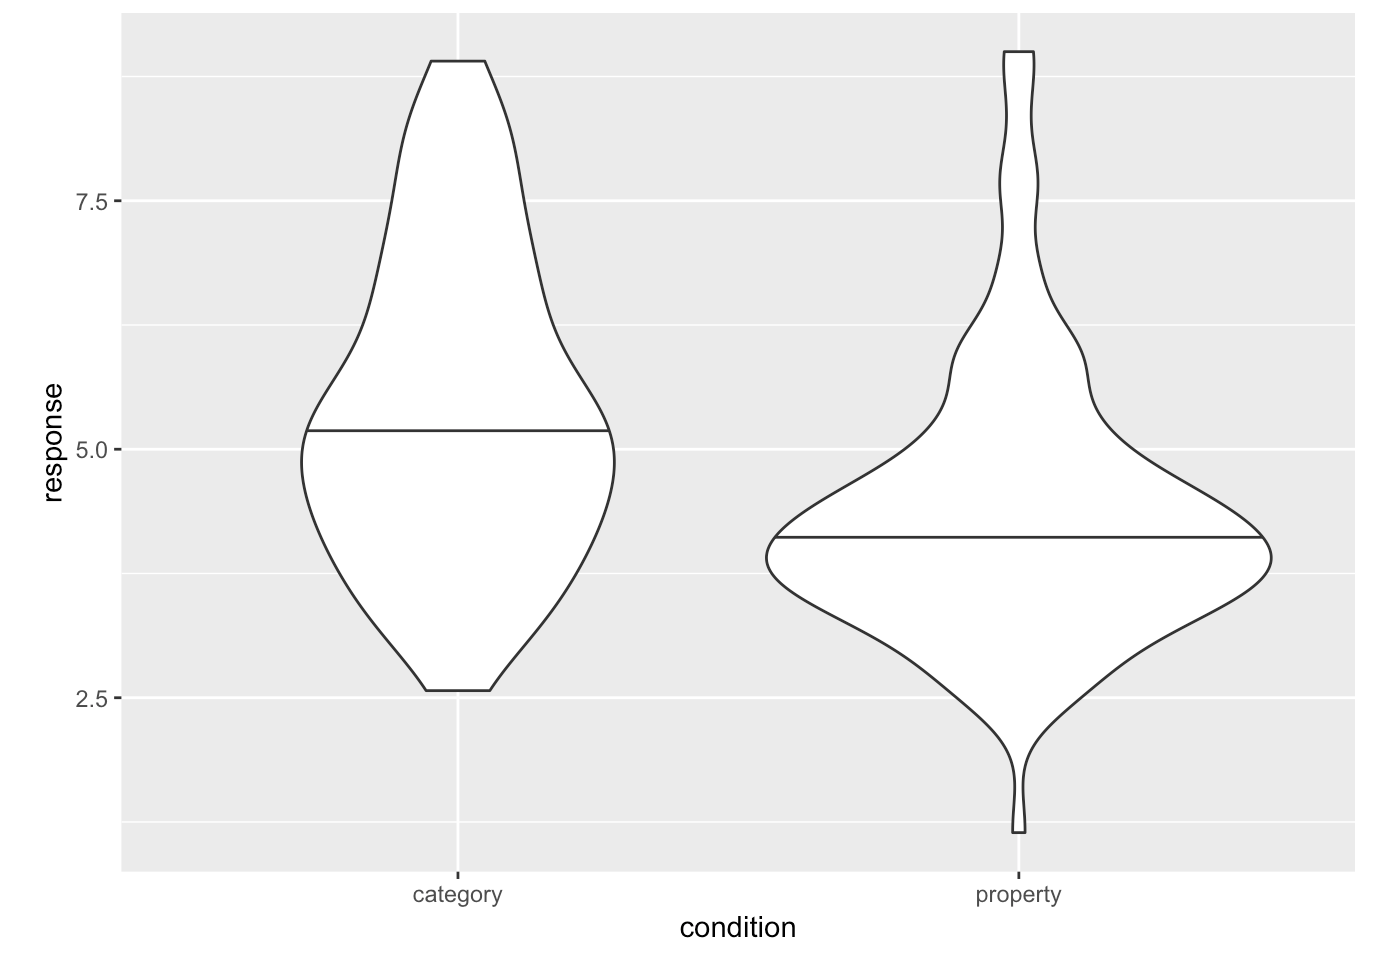 response
7.5
5.0
2.5
category
property
condition